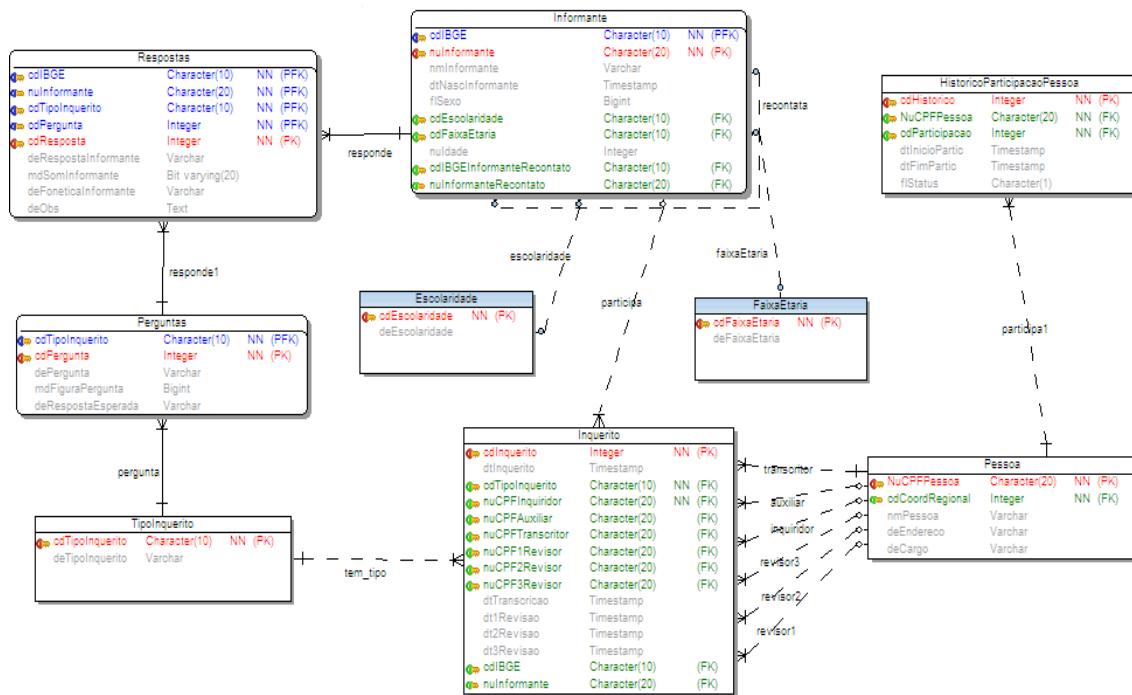 Informante
cdIBGE Character(10) NN (PFK)
nuInformante Character(20) NN (PK)
nmInformante Varchar
dtNascInformante Timestamp
flSexo Bigint
cdEscolaridade Character(10) (FK)
cdFaixaEtaria Character(10) (FK)
nuIdade Integer
cdIBGEInformanteRecontato Character(10) (FK)
nuInformanteRecontato Character(20) (FK)
Respostas
cdIBGE Character(10) NN (PFK)
nuInformante Character(20) NN (PFK)
cdTipoInquerito Character(10) NN (PFK)
cdPergunta Integer NN (PFK)
cdResposta Integer NN (PK)
deRespostaInformante Varchar
mdSomInformante Bit varying(20)
deFoneticaInformante Varchar
deObs Text
responde
recontata
HistoricoParticipacaoPessoa
cdHistorico Integer NN (PK)
NuCPFPessoa Character(20) NN (FK)
cdParticipacao Integer NN (FK)
dtInicioPartic Timestamp
dtFimPartic Timestamp
flStatus Character(1)
escolaridade
faixaEtaria
responde1
participa
participa1
Escolaridade
cdEscolaridade NN (PK)
deEscolaridade
FaixaEtaria
cdFaixaEtaria NN (PK)
deFaixaEtaria
Perguntas
cdTipoInquerito Character(10) NN (PFK)
cdPergunta Integer NN (PK)
dePergunta Varchar
mdFiguraPergunta Bigint
deRespostaEsperada Varchar
pergunta
TipoInquerito
cdTipoInquerito Character(10) NN (PK)
deTipoInquerito Varchar
tem_tipo
Inquerito
cdInquerito Integer NN (PK)
dtInquerito Timestamp
cdTipoInquerito Character(10) NN (FK)
nuCPFInquiridor Character(20) NN (FK)
nuCPFAuxiliar Character(20) (FK)
nuCPFTranscritor Character(20) (FK)
nuCPF1Revisor Character(20) (FK)
nuCPF2Revisor Character(20) (FK)
nuCPF3Revisor Character(20) (FK)
dtTranscricao Timestamp
dt1Revisao Timestamp
dt2Revisao Timestamp
dt3Revisao Timestamp
cdIBGE Character(10) (FK)
nuInformante Character(20) (FK)
transcritor
auxiliar
inquiridor
revisor3
revisor2
revisor1
Pessoa
NuCPFPessoa Character(20) NN (PK)
cdCoordRegional Integer NN (FK)
nmPessoa Varchar
deEndereco Varchar
deCargo Varchar